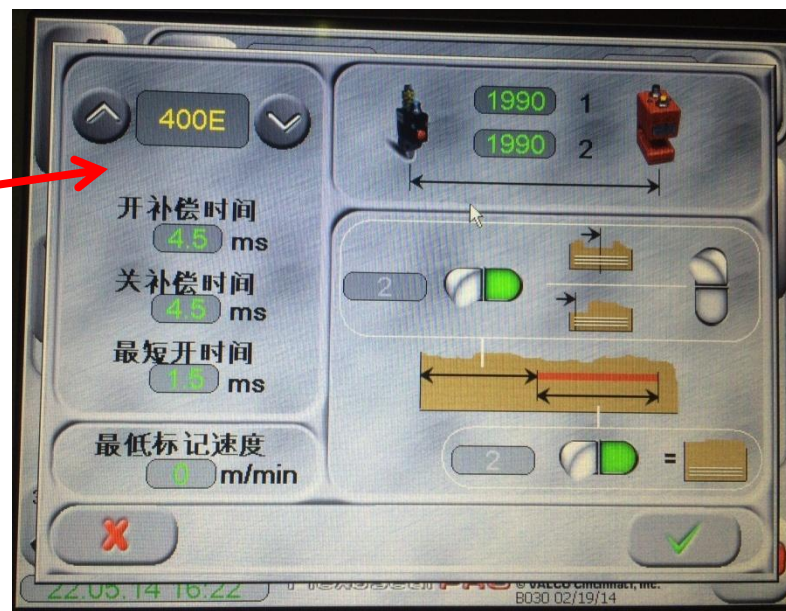 400E
开补偿时间
4.5 ms
关补偿时间
4.5 ms
最短开时间
1.5 ms
最低标记速度
0 m/min
1990 1
1990 2
2
2 =
22.05.14 16:22
PRO © VALCO Cincinnati, Inc.
B030 02/19/14